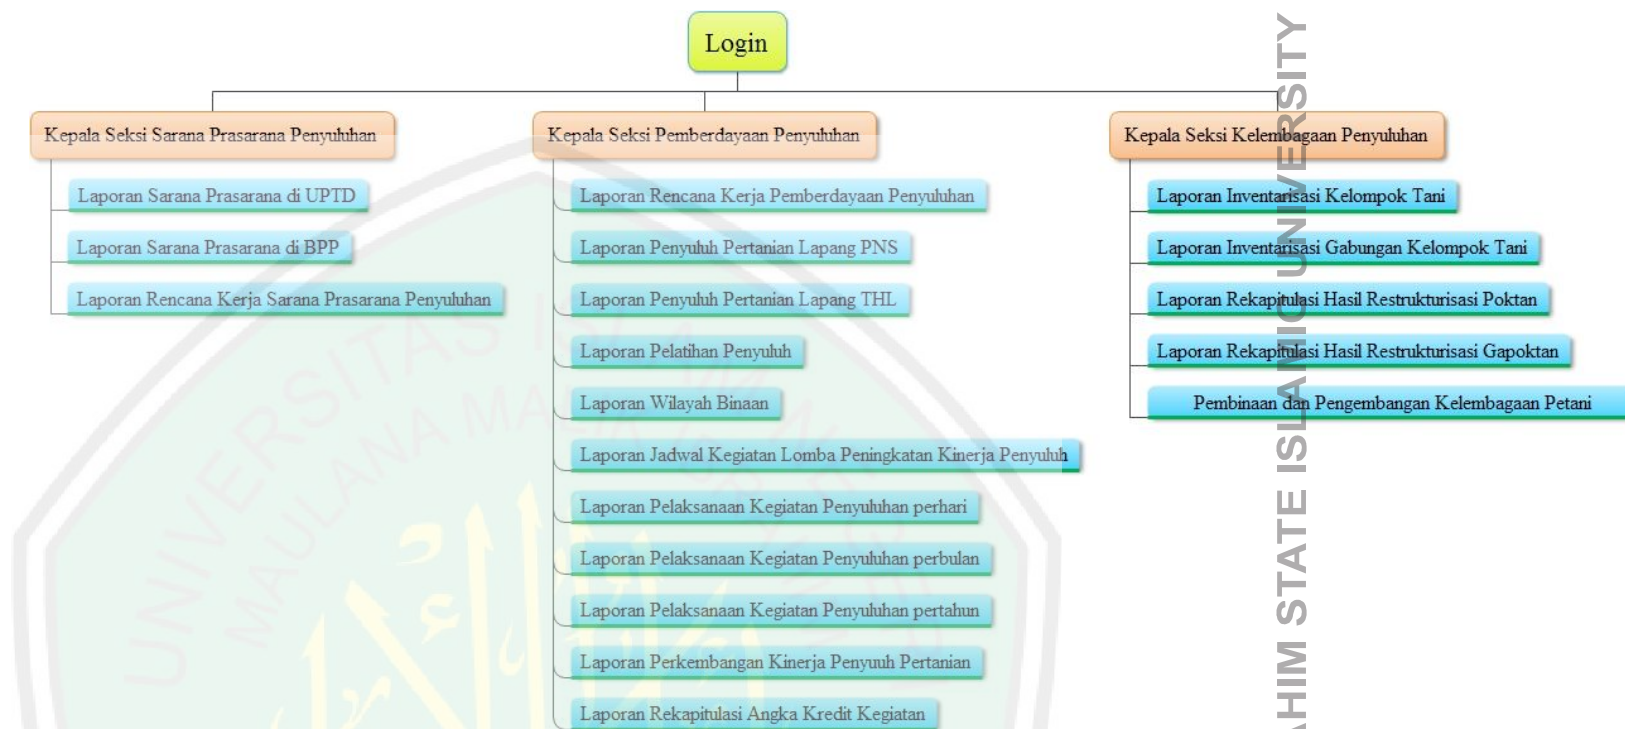 Login
Kepala Seksi Sarana Prasarana Penyuluhan
Laporan Sarana Prasarana di UPTD
Laporan Sarana Prasarana di BPP
Laporan Rencana Kerja Sarana Prasarana Penyuluhan
Kepala Seksi Pemberdayaan Penyuluhan
Laporan Rencana Kerja Pemberdayaan Penyuluhan
Laporan Penyuluh Pertanian Lapang PNS
Laporan Penyuluh Pertanian Lapang THL
Laporan Pelatihan Penyuluh
Laporan Wilayah Binaan
Laporan Jadwal Kegiatan Lomba Peningkatan Kinerja Penyuluh
Laporan Pelaksanaan Kegiatan Penyuluhan perhari
Laporan Pelaksanaan Kegiatan Penyuluhan perbulan
Laporan Pelaksanaan Kegiatan Penyuluhan pertahun
Laporan Perkembangan Kinerja Penyuuh Pertanian
Laporan Rekapitulasi Angka Kredit Kegiatan
Kepala Seksi Kelembagaan Penyuluhan
Laporan Inventarisasi Kelompok Tani
Laporan Inventarisasi Gabungan Kelompok Tani
Laporan Rekapitulasi Hasil Restrukturisasi Poktan
Laporan Rekapitulasi Hasil Restrukturisasi Gapoktan
Pembinaan dan Pengembangan Kelembagaan Petani
AHIM STATE ISLAMIC UNIVERSITY